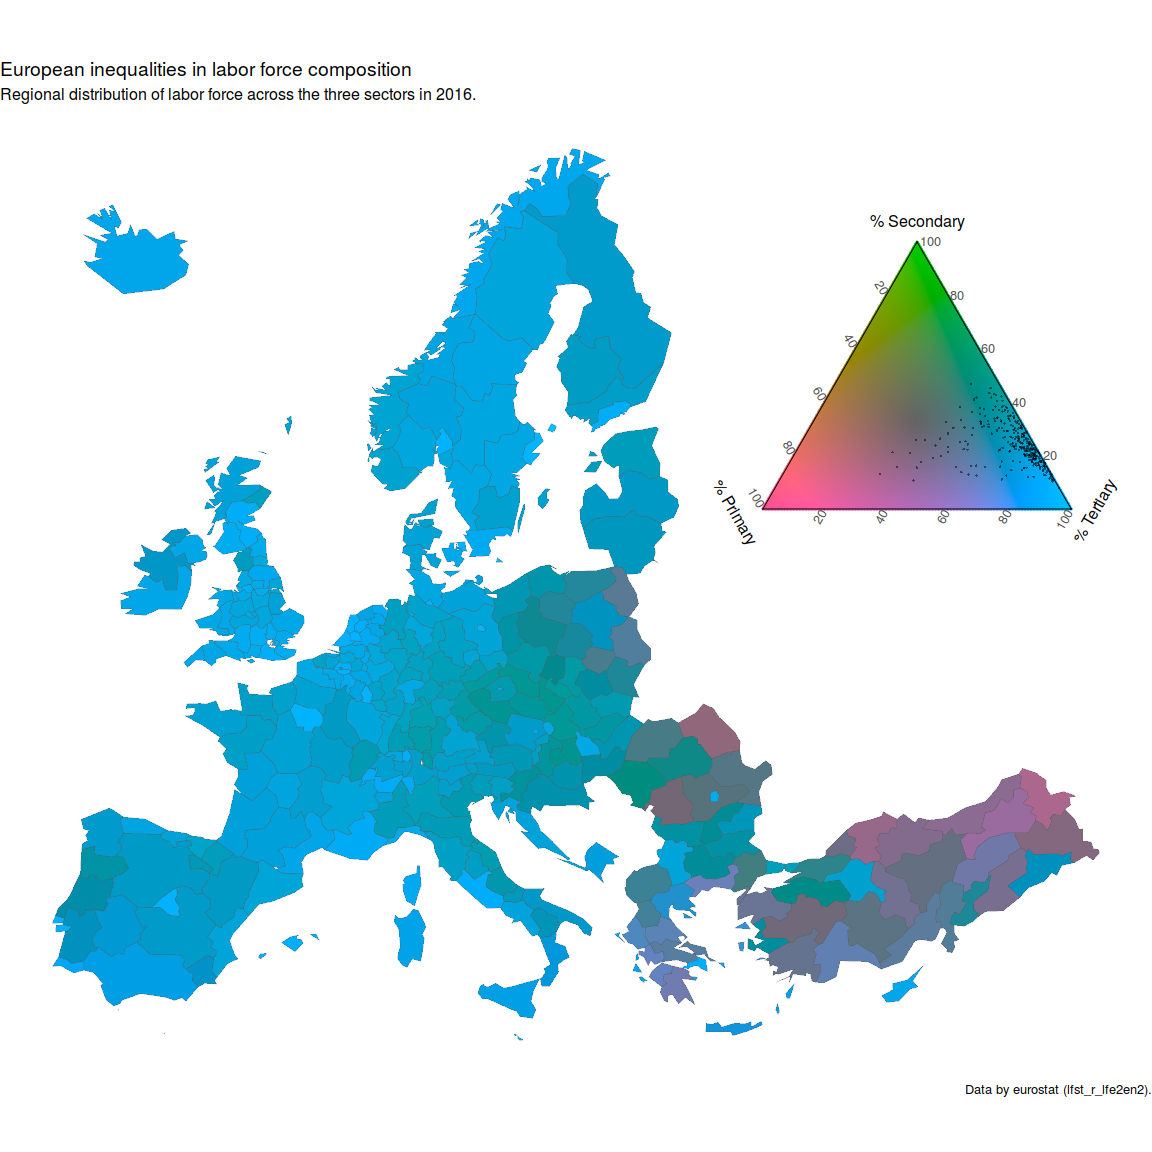 European inequalities in labor force composition
Regional distribution of labor force across the three sectors in 2016.
% Secondary
100
20
80
40
60
60
40
80
20
100
% Primary
20
40
60
80
100
% Tertiary
Data by eurostat (lfst_r_lfe2en2).